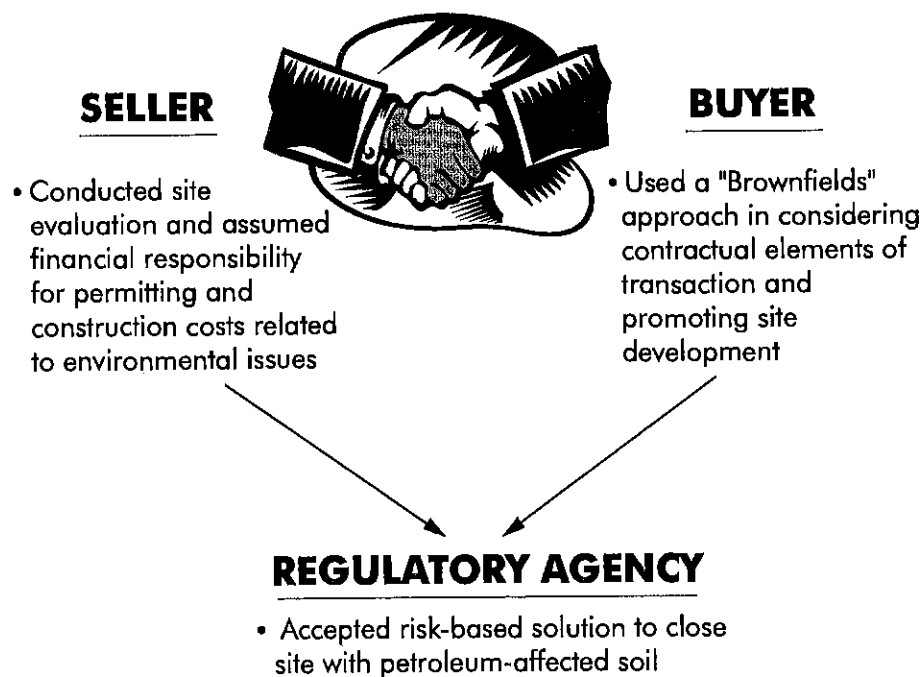 SELLER
• Conducted site
evaluation and assumed
financial responsibility
for permitting and
construction costs related
to environmental issues
BUYER
• Used a "Brownfields"
approach in considering
contractual elements of
transaction and
promoting site
development
REGULATORY AGENCY
• Accepted risk-based solution to close
site with petroleum-affected soil